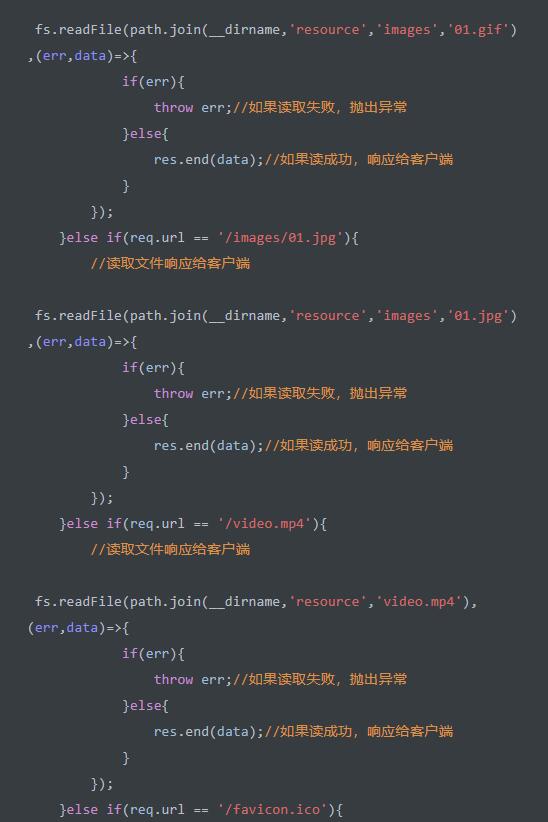 fs.readFile(path.join(__dirname,'resource','images','01.gif')
,(err,data)=>{
if(err){
throw err;//如果读取失败，抛出异常
}else{
res.end(data);//如果读成功，响应给客户端
}
});
}else if(req.url == '/images/01.jpg'){
//读取文件响应给客户端
fs.readFile(path.join(__dirname,'resource','images','01.jpg')
,(err,data)=>{
if(err){
throw err;//如果读取失败，抛出异常
}else{
res.end(data);//如果读成功，响应给客户端
}
});
}else if(req.url == '/video.mp4'){
//读取文件响应给客户端
fs.readFile(path.join(__dirname,'resource','video.mp4'),
(err,data)=>{
if(err){
throw err;//如果读取失败，抛出异常
}else{
res.end(data);//如果读成功，响应给客户端
}
});
}else if(req.url == '/favicon.ico'){